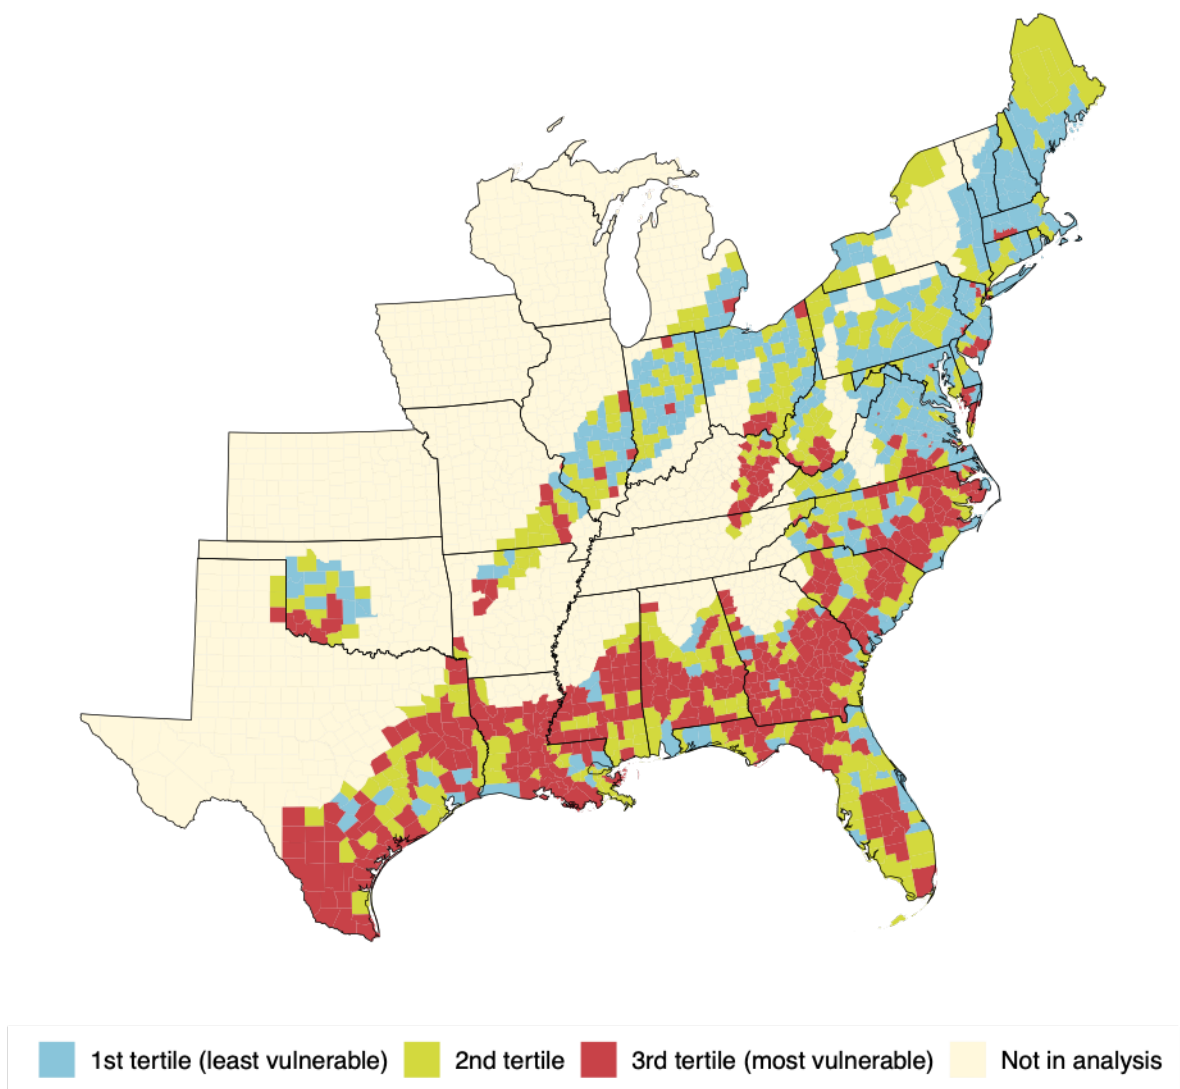 1st tertile (least vulnerable) 2nd tertile 3rd tertile (most vulnerable) Not in analysis